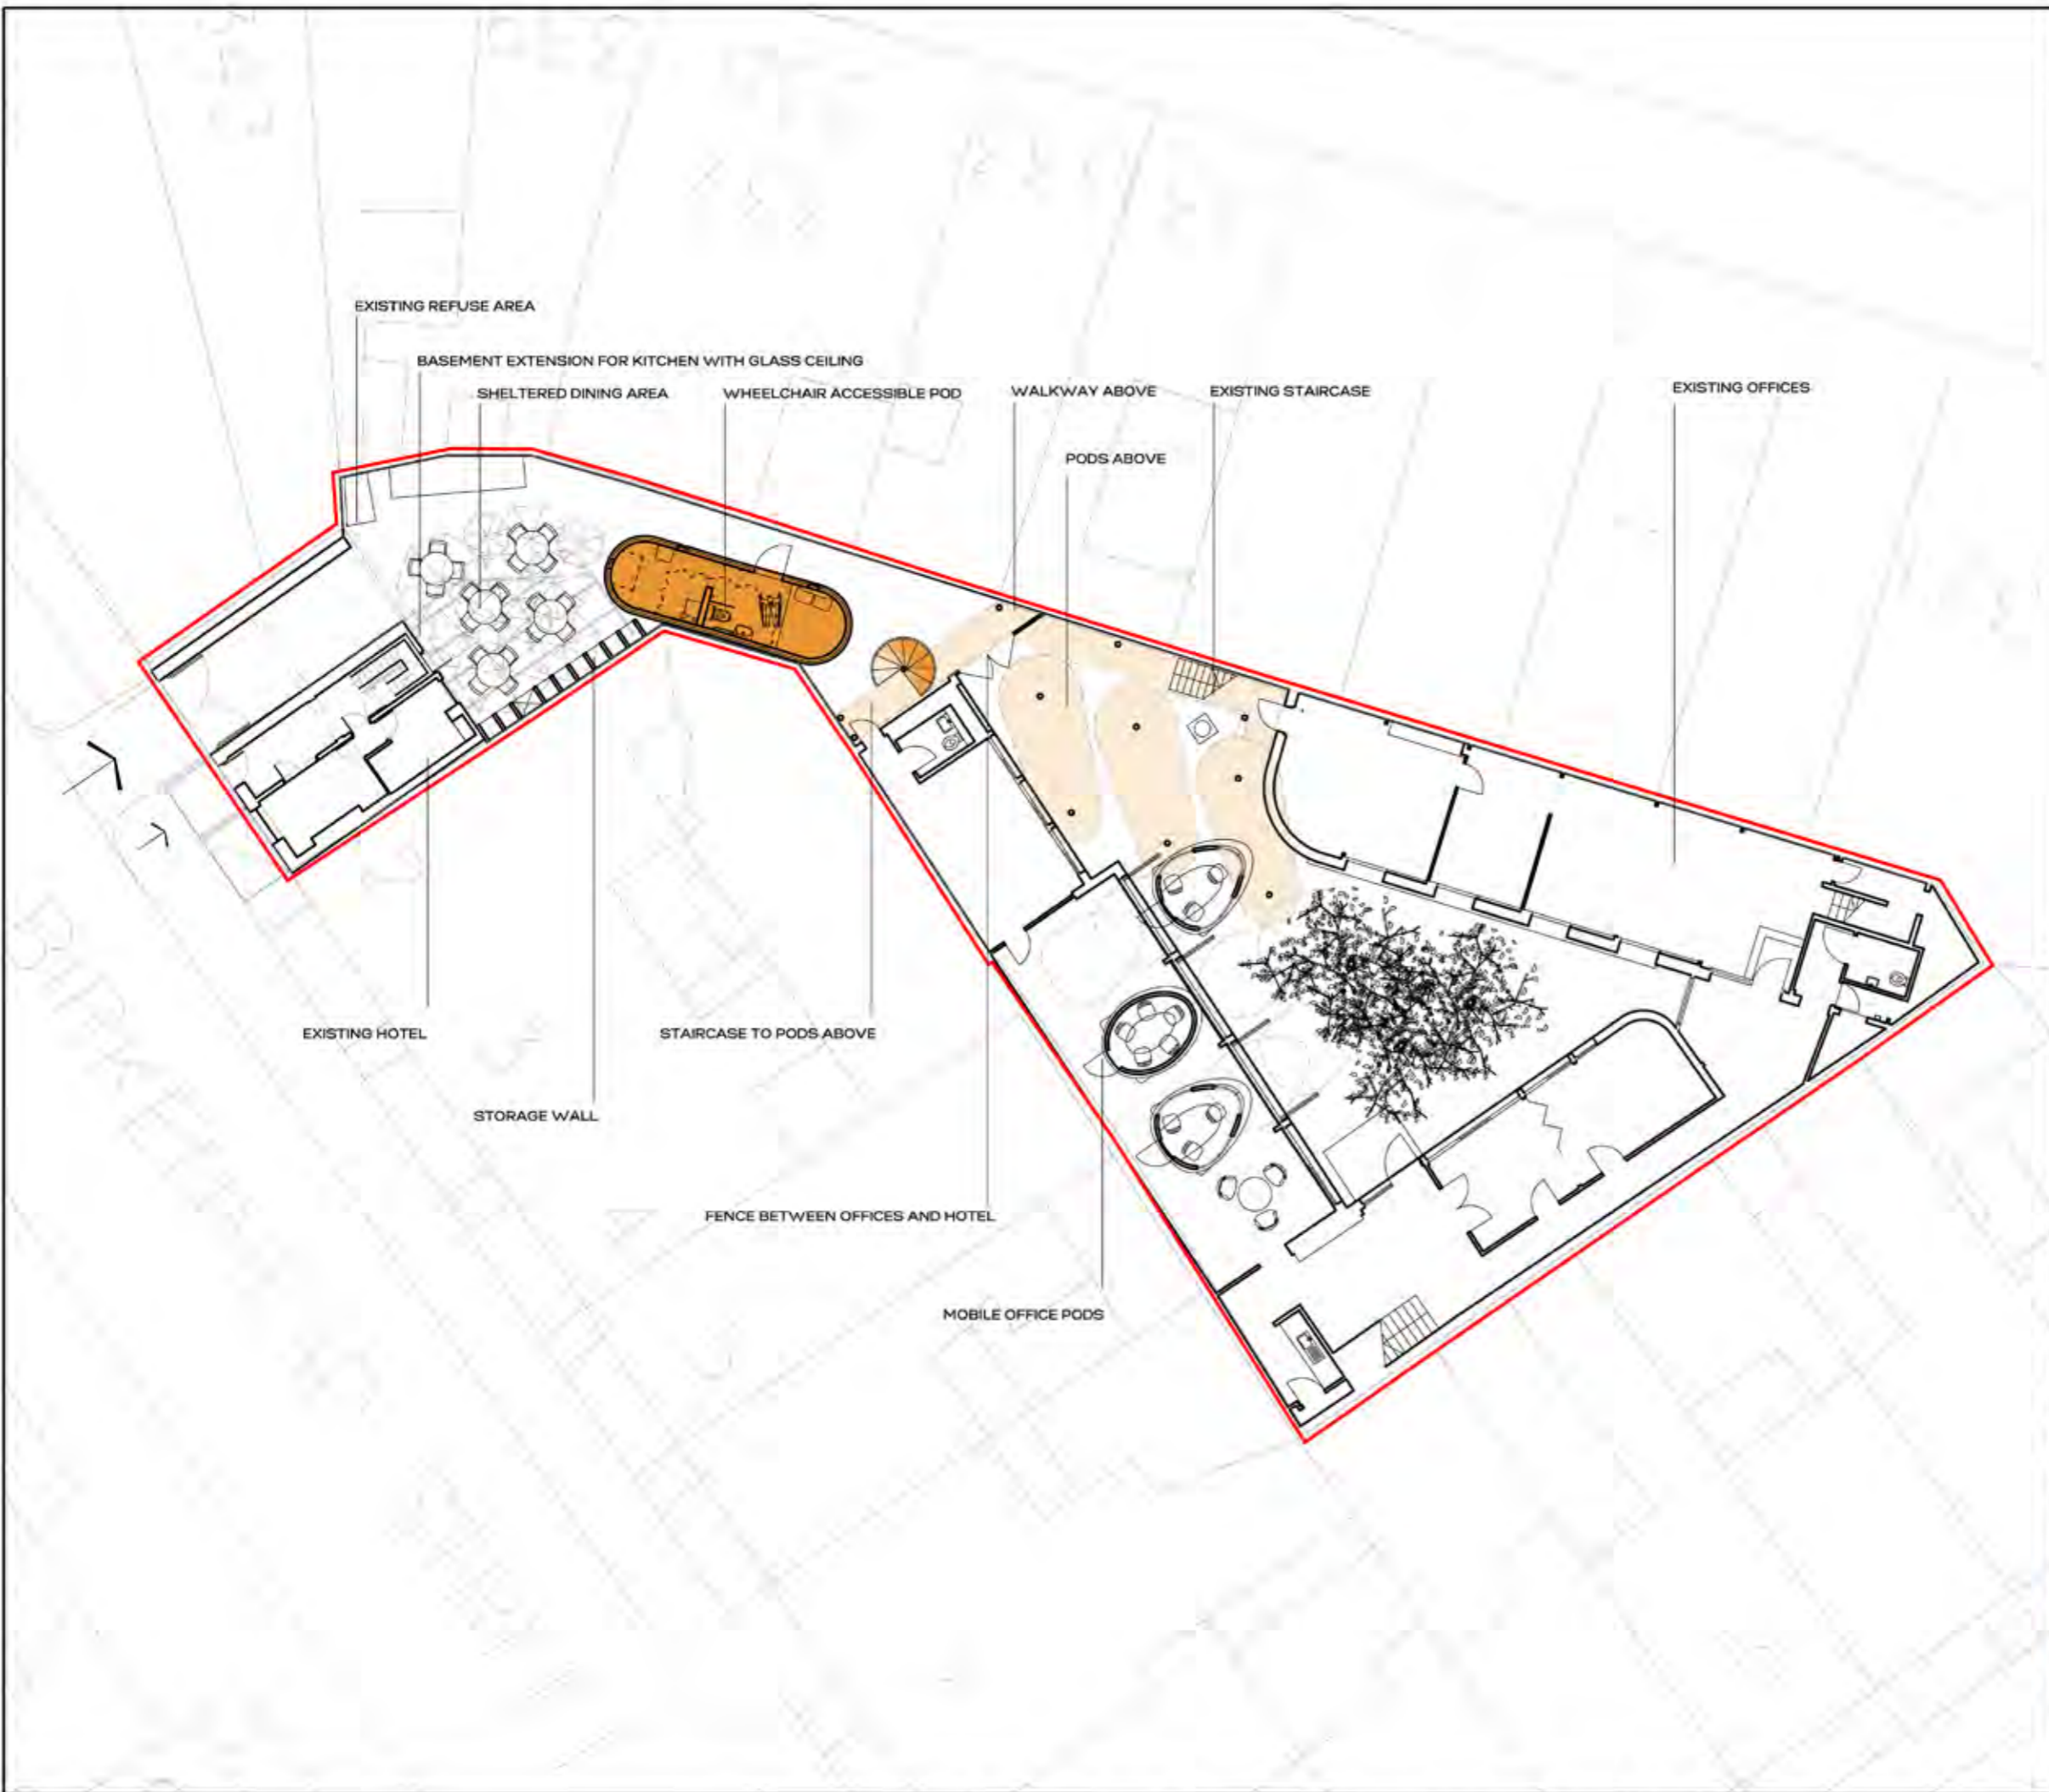 EXISTING REFUSE AREA
BASEMENT EXTENSION FOR KITCHEN WITH GLASS CEILING
SHELTERED DINING AREA
WHEELCHAIR ACCESSIBLE POD
WALKWAY ABOVE
EXISTING STAIRCASE
EXISTING OFFICES
PODS ABOVE
EXISTING HOTEL
STAIRCASE TO PODS ABOVE
STORAGE WALL
FENCE BETWEEN OFFICES AND HOTEL
MOBILE OFFICE PODS